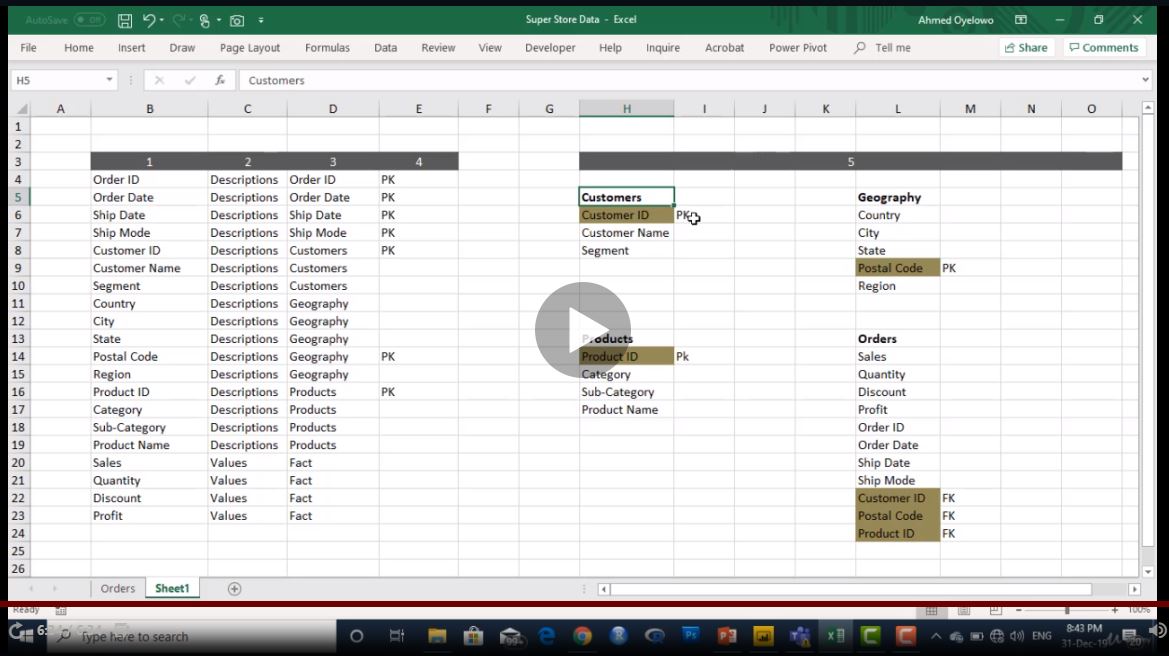 AutoSave Off Super Store Data - Excel Ahmed Oyelowo
File Home Insert Draw Page Layout Formulas Data Review View Developer Help Inquire Acrobat Power Pivot Tell me Share Comments
H5 fx Customers
A B C D E F G H I J K L M N O
1
2
3 1 2 3 4 5
4 Order ID Descriptions Order ID PK
5 Order Date Descriptions Order Date PK Customers Geography
6 Ship Date Descriptions Ship Date PK Customer ID PK Country
7 Ship Mode Descriptions Ship Mode PK Customer Name City
8 Customer ID Descriptions Customers PK Segment State
9 Customer Name Descriptions Customers Postal Code PK
10 Segment Descriptions Customers Region
11 Country Descriptions Geography
12 City Descriptions Geography
13 State Descriptions Geography Products Orders
14 Postal Code Descriptions Geography PK Product ID Pk Sales
15 Region Descriptions Geography Category Quantity
16 Product ID Descriptions Products PK Sub-Category Discount
17 Category Descriptions Products Product Name Profit
18 Sub-Category Descriptions Products Order ID
19 Product Name Descriptions Products Order Date
20 Sales Values Fact Ship Date
21 Quantity Values Fact Ship Mode
22 Discount Values Fact Customer ID FK
23 Profit Values Fact Postal Code FK
24 Product ID FK
25
26
Orders Sheet1
Ready 100%
Type here to search 99+ ENG 8:43 PM
31-Dec-19